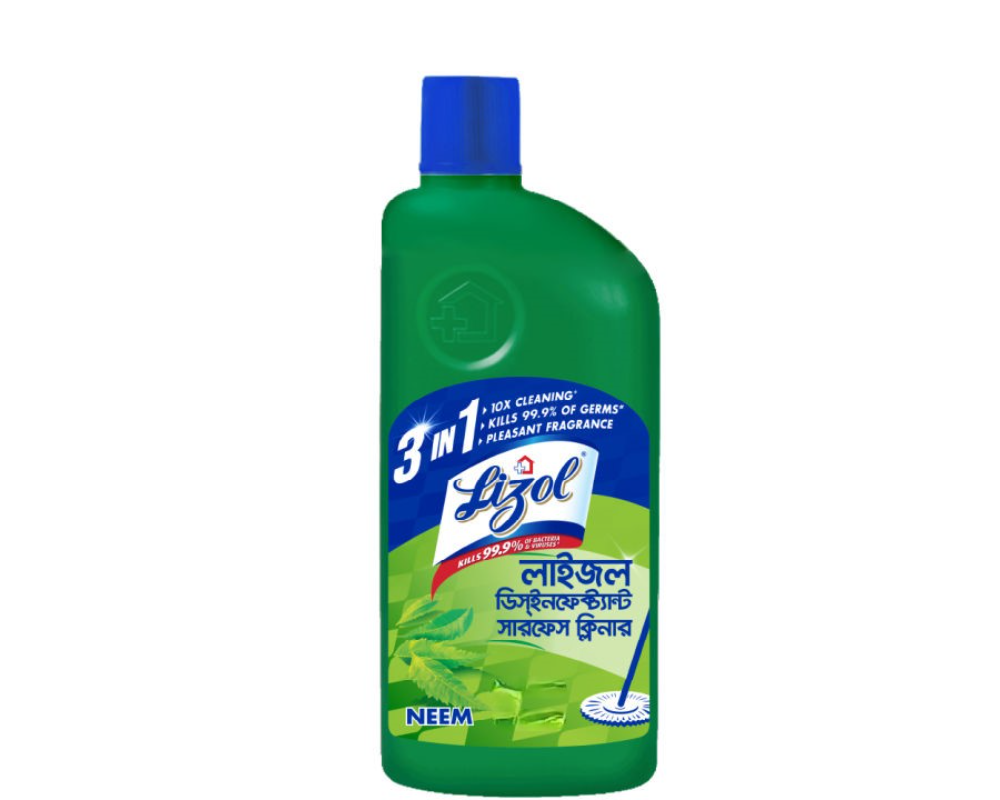 3 IN 1
10X CLEANING*
KILLS 99.9% OF GERMS#
PLEASANT FRAGRANCE
Lizol®
KILLS 99.9% OF BACTERIA & VIRUSES^
লাইজল
ডিস্ইনফেক্ট্যান্ট
সারফেস ক্লিনার
NEEM